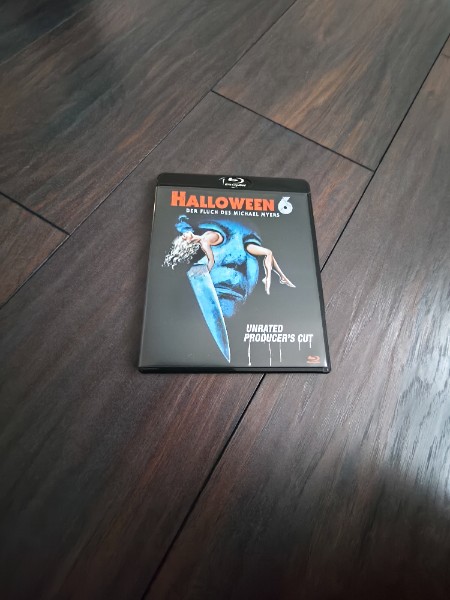 HALLOWEEN 6
DER FLUCH DES MICHAEL MYERS
UNRATED
PRODUCER'S CUT